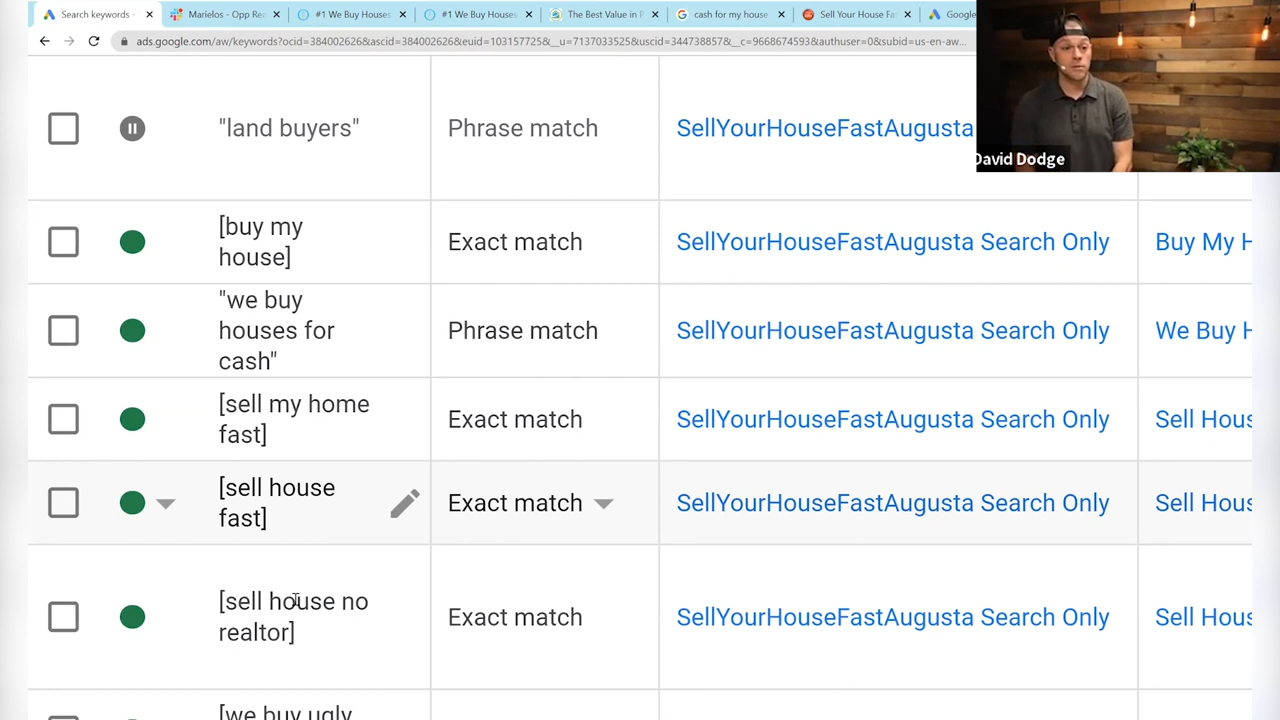 Search keywords -
Marielos - Opp Rea
#1 We Buy Houses
#1 We Buy Houses
The Best Value in P
cash for my house
Sell Your House Fas
Google
ads.google.com/aw/keywords?ocid=384002626&ascid=384002626&euid=103157725&__u=7137033525&uscid=344738857&__c=9668674593&authuser=0&subid=us-en-aw...
David Dodge
"land buyers"
Phrase match
SellYourHouseFastAugusta
[buy my
house]
Exact match
SellYourHouseFastAugusta Search Only
Buy My H
"we buy
houses for
cash"
Phrase match
SellYourHouseFastAugusta Search Only
We Buy H
[sell my home
fast]
Exact match
SellYourHouseFastAugusta Search Only
Sell Hous
[sell house
fast]
Exact match
SellYourHouseFastAugusta Search Only
Sell Hous
[sell house no
realtor]
Exact match
SellYourHouseFastAugusta Search Only
Sell Hous
[we buy ugly